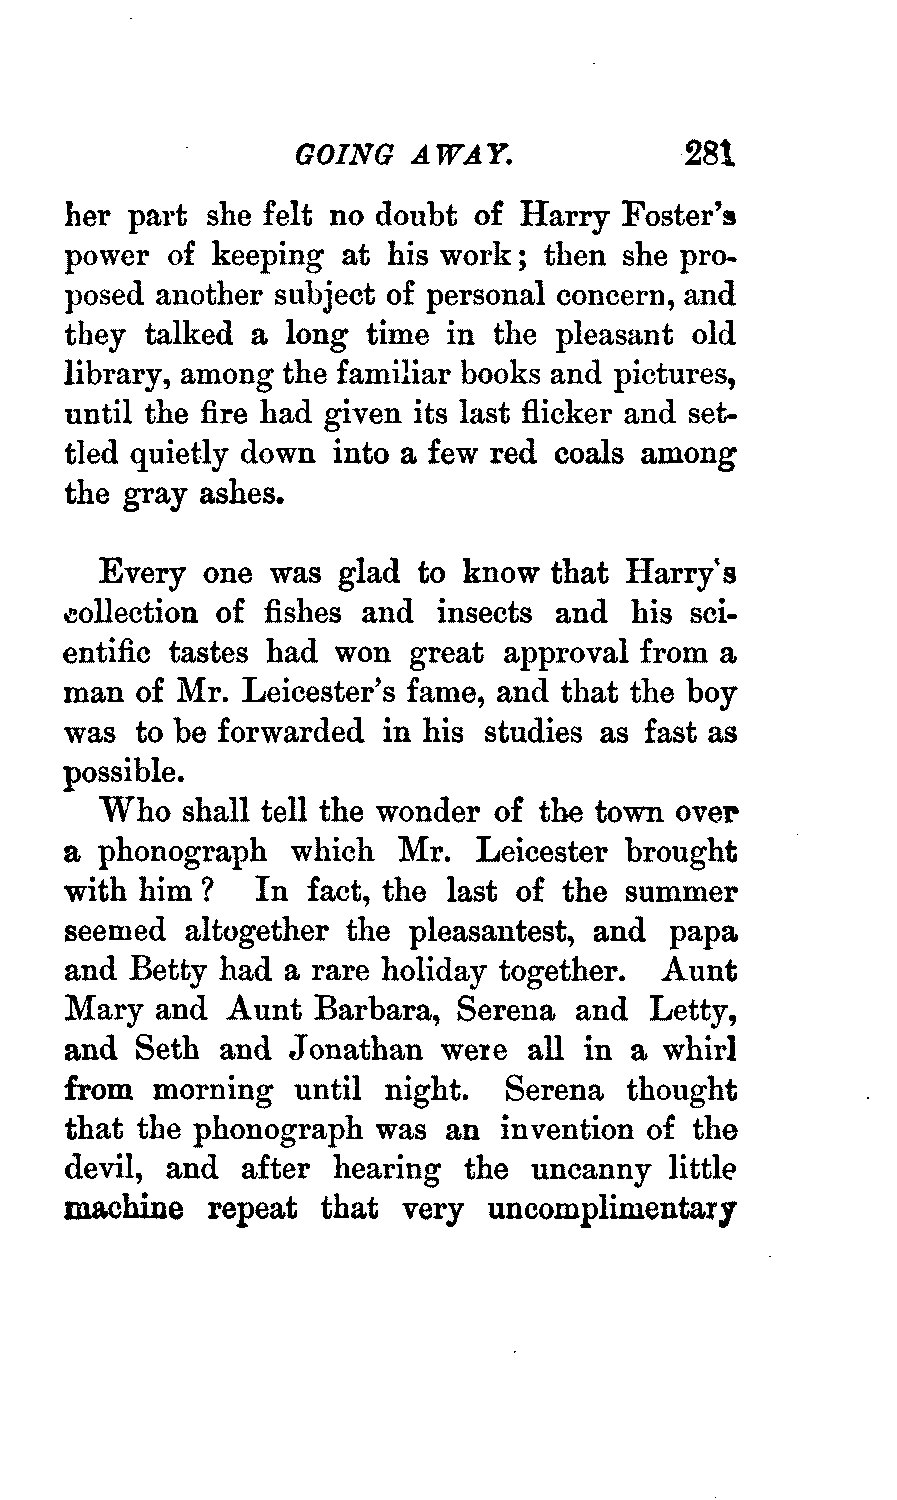 GOING AWAY. 281
her part she felt no doubt of Harry Foster's
power of keeping at his work; then she pro-
posed another subject of personal concern, and
they talked a long time in the pleasant old
library, among the familiar books and pictures,
until the fire had given its last flicker and set-
tled quietly down into a few red coals among
the gray ashes.
Every one was glad to know that Harry's
collection of fishes and insects and his sci-
entific tastes had won great approval from a
man of Mr. Leicester's fame, and that the boy
was to be forwarded in his studies as fast as
possible.
Who shall tell the wonder of the town over
a phonograph which Mr. Leicester brought
with him? In fact, the last of the summer
seemed altogether the pleasantest, and papa
and Betty had a rare holiday together. Aunt
Mary and Aunt Barbara, Serena and Letty,
and Seth and Jonathan were all in a whirl
from morning until night. Serena thought
that the phonograph was an invention of the
devil, and after hearing the uncanny little
machine repeat that very uncomplimentary